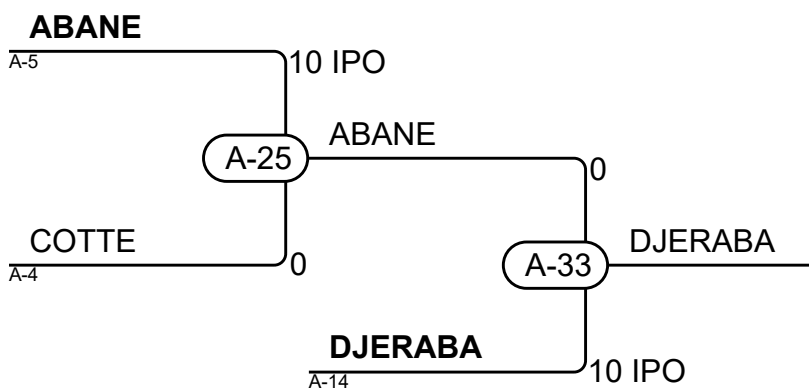 ABANE
A-5
10 IPO
ABANE
A-25
0
COTTE
DJERABA
A-4
0
A-33
DJERABA
A-14
10 IPO